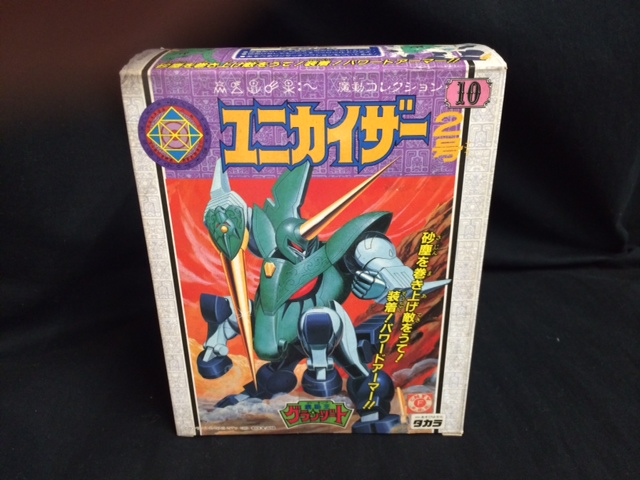 砂塵を巻き上げ敵をうて!装着!パワードアーマー!!
魔動コレクション
10
ユニカイザー
2号
砂塵を巻き上げ敵をうて!
装着!パワードアーマー!!
グランゾート
タカラ